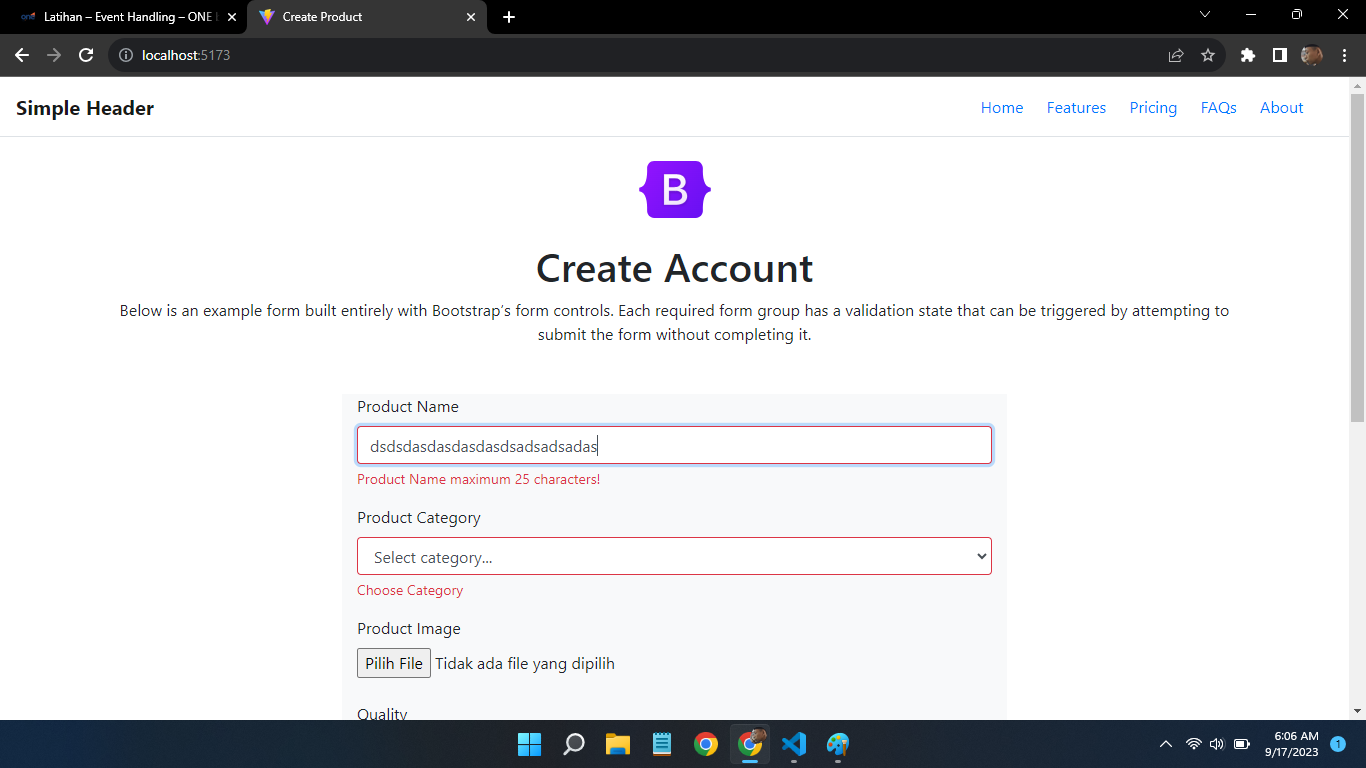 Latihan – Event Handling – ONE
Create Product
localhost:5173
Simple Header
Home Features Pricing FAQs About
B
Create Account
Below is an example form built entirely with Bootstrap’s form controls. Each required form group has a validation state that can be triggered by attempting to
submit the form without completing it.
Product Name
dsdsdasdasdasdasdsadsadsadas
Product Name maximum 25 characters!
Product Category
Select category...
Choose Category
Product Image
Pilih File Tidak ada file yang dipilih
Quality
6:06 AM
9/17/2023
1